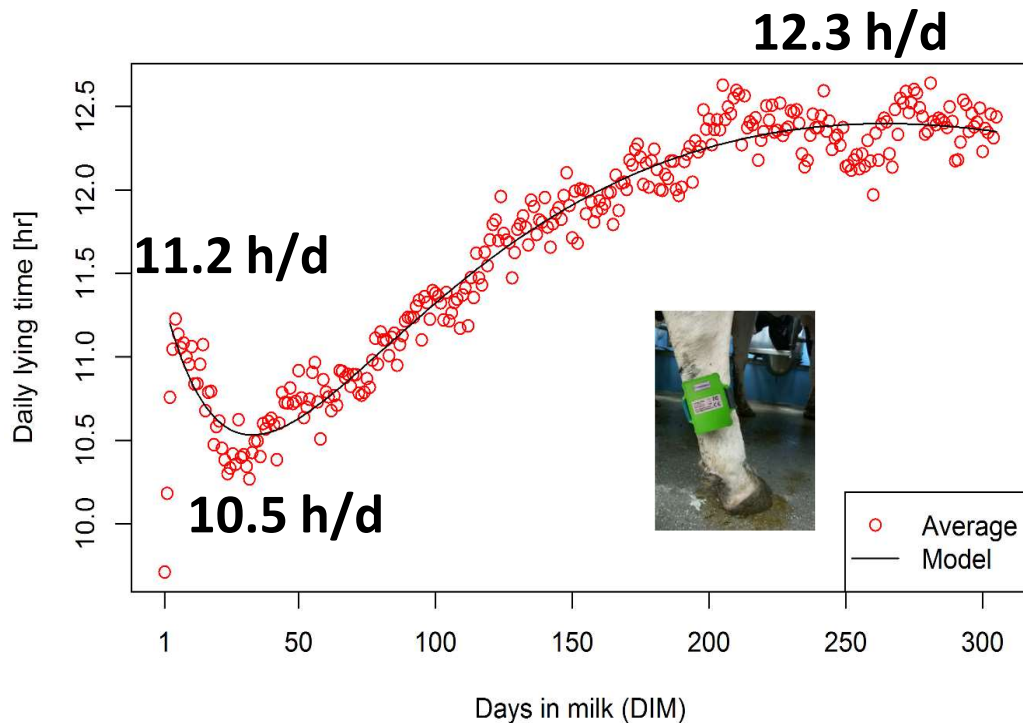 12.3 h/d
12.5
12.0
11.5
11.0
10.5
10.0
Daily lying time [hr]
11.2 h/d
10.5 h/d
Average
Model
1
50
100
150
200
250
300
Days in milk (DIM)